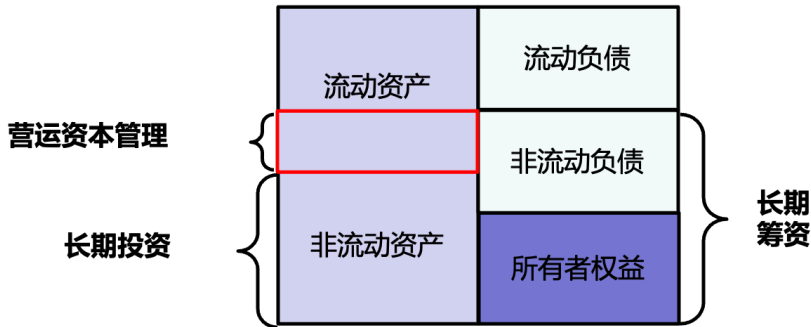 流动负债
流动资产
营运资本管理
非流动负债
长期
筹资
长期投资
非流动资产
所有者权益